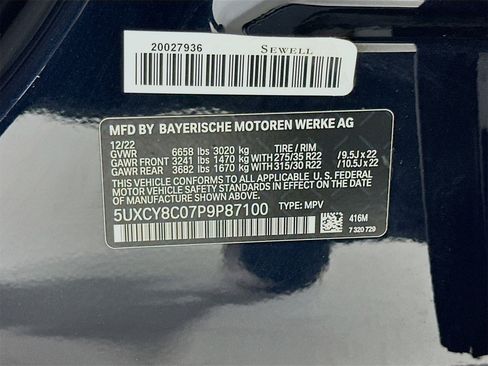 20027936 SEWELL
MFD BY BAYERISCHE MOTOREN WERKE AG
12/22 TIRE / RIM
GVWR 6658 lbs 3020 kg
GAWR FRONT 3241 lbs 1470 kg WITH 275/35 R22 /9.5J x 22
GAWR REAR 3682 lbs 1670 kg WITH 315/30 R22 /10.5J x 22
THIS VEHICLE CONFORMS TO ALL APPLICABLE U.S. FEDERAL MOTOR VEHICLE
SAFETY STANDARDS IN EFFECT ON THE DATE OF MANUFACTURE SHOWN ABOVE.
5UXCY8C07P9P87100 TYPE: MPV 416M
7 320 729